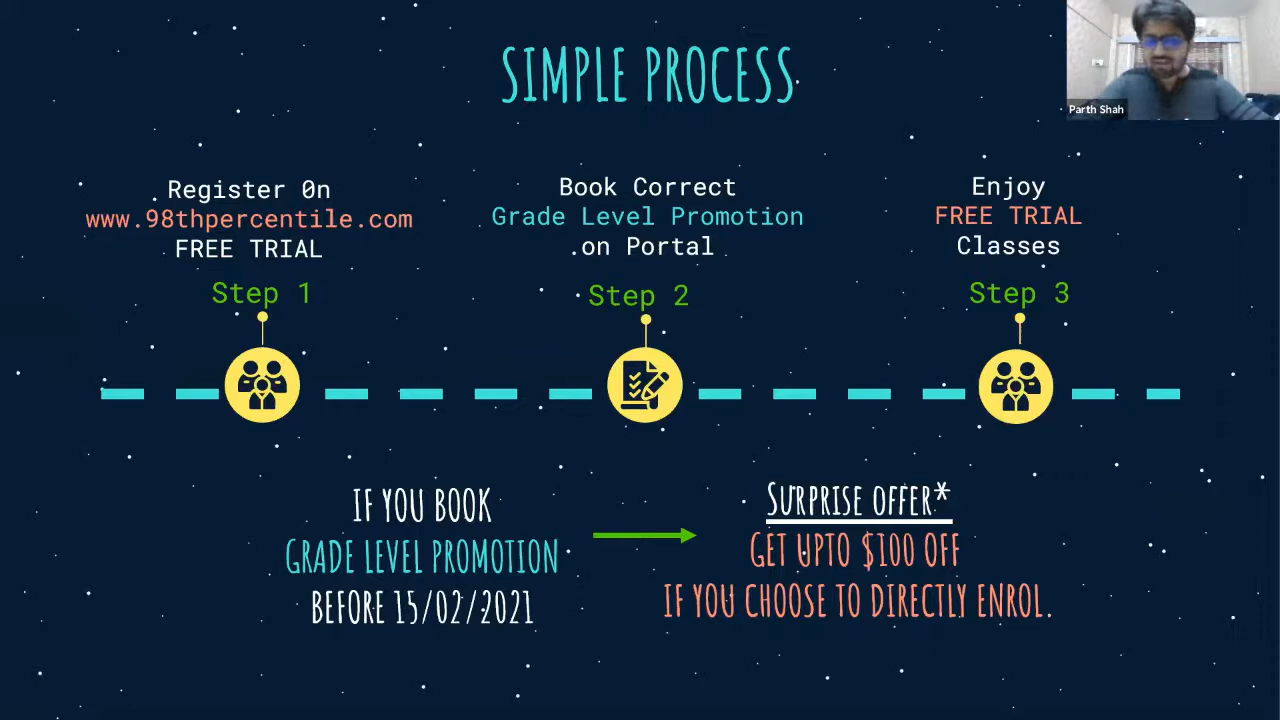 SIMPLE PROCESS
Parth Shah
Register 0n
www.98thpercentile.com
FREE TRIAL
Step 1
Book Correct
Grade Level Promotion
on Portal
Step 2
Enjoy
FREE TRIAL
Classes
Step 3
IF YOU BOOK
GRADE LEVEL PROMOTION
BEFORE 15/02/2021
SURPRISE OFFER*
GET UPTO $100 OFF
IF YOU CHOOSE TO DIRECTLY ENROL.